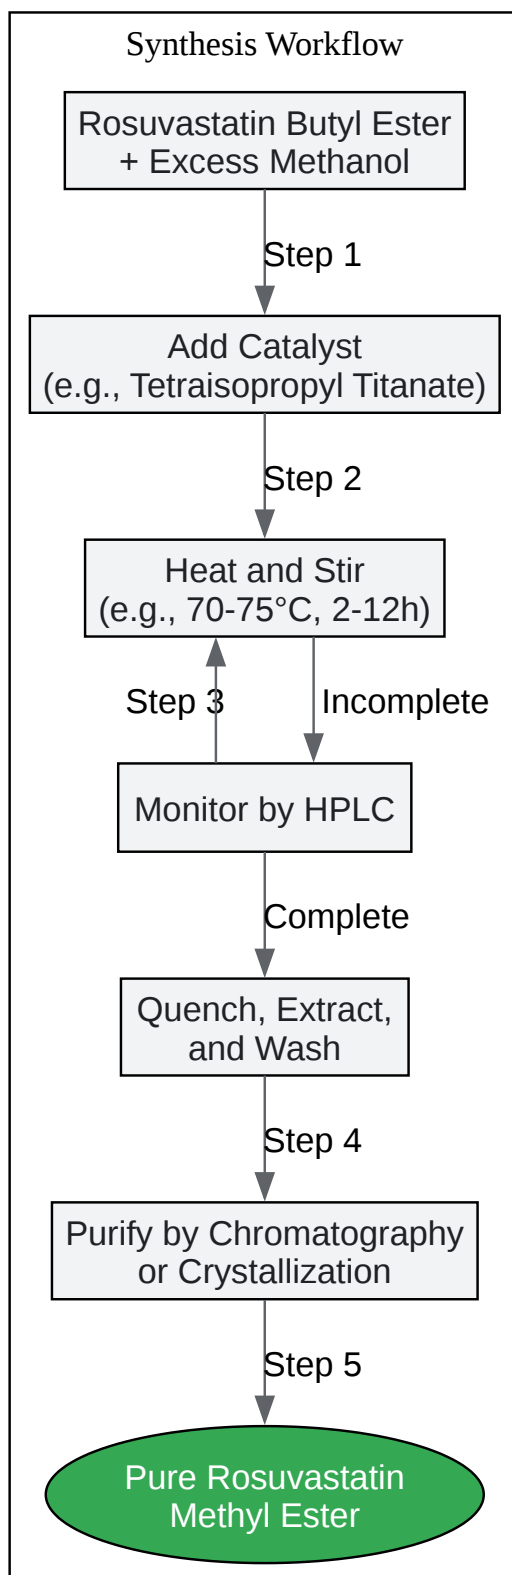 Synthesis Workflow
Rosuvastatin Butyl Ester
+ Excess Methanol
Step 1
Add Catalyst
(e.g., Tetraisopropyl Titanate)
Step 2
Heat and Stir
(e.g., 70-75°C, 2-12h)
Step 3
Incomplete
Monitor by HPLC
Complete
Quench, Extract,
and Wash
Step 4
Purify by Chromatography
or Crystallization
Step 5
Pure Rosuvastatin
Methyl Ester